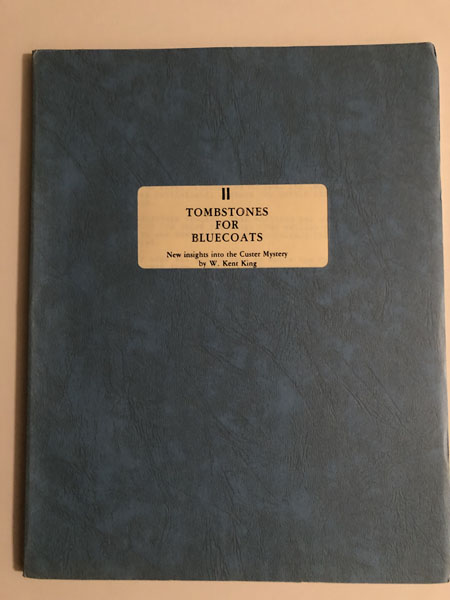 II
TOMBSTONES
FOR
BLUECOATS
New insights into the Custer Mystery
by W. Kent King